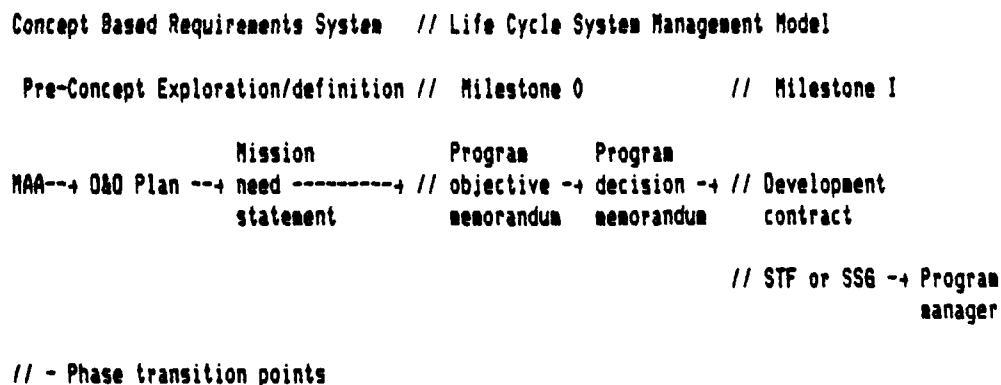 Concept Based Requirements System // Life Cycle System Management Model
Pre-Concept Exploration/definition // Milestone 0 // Milestone I
Mission Program Program
MAA--→ O&O Plan --→ need ---------→ // objective -→ decision -→ // Development
statement memorandum memorandum contract
// STF or SSG -→ Program
manager
// - Phase transition points